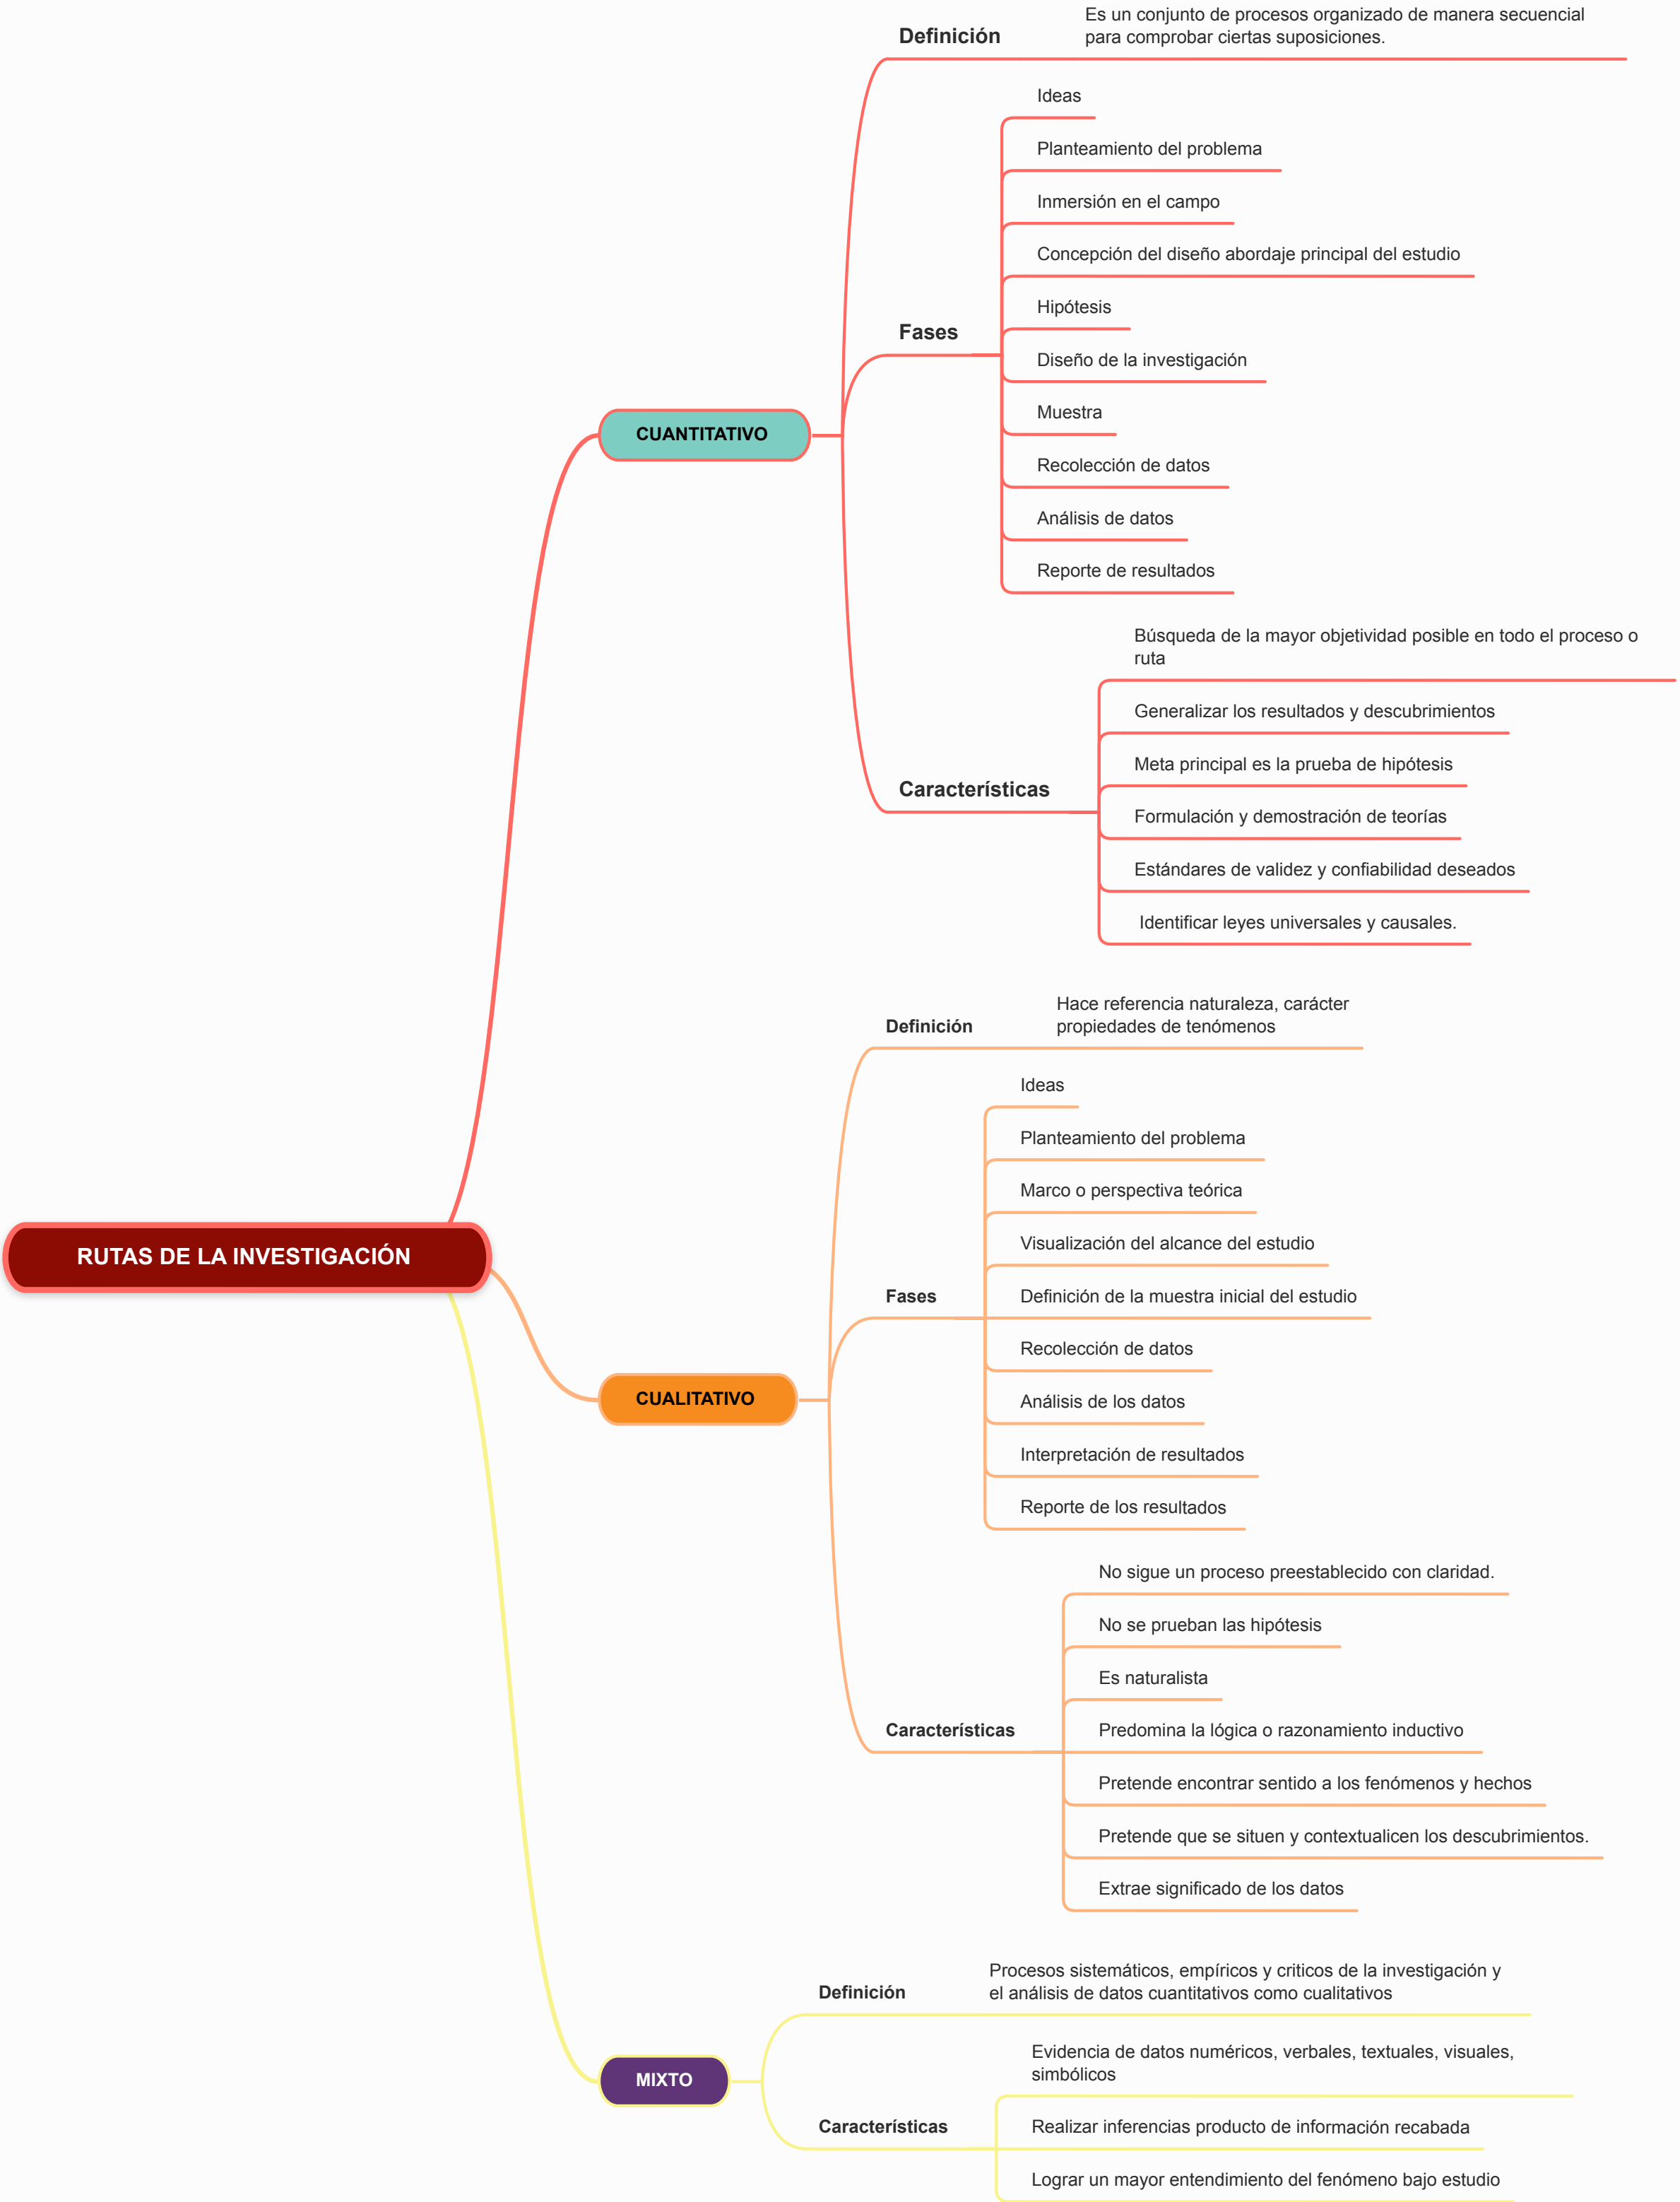 Definición
Es un conjunto de procesos organizado de manera secuencial
para comprobar ciertas suposiciones.
Ideas
Planteamiento del problema
Inmersión en el campo
Concepción del diseño abordaje principal del estudio
Hipótesis
Fases
Diseño de la investigación
Muestra
CUANTITATIVO
Recolección de datos
Análisis de datos
Reporte de resultados
Búsqueda de la mayor objetividad posible en todo el proceso o
ruta
Generalizar los resultados y descubrimientos
Meta principal es la prueba de hipótesis
Características
Formulación y demostración de teorías
Estándares de validez y confiabilidad deseados
Identificar leyes universales y causales.
Definición
Hace referencia naturaleza, carácter
propiedades de tenómenos
Ideas
Planteamiento del problema
Marco o perspectiva teórica
Visualización del alcance del estudio
RUTAS DE LA INVESTIGACIÓN
Fases
Definición de la muestra inicial del estudio
Recolección de datos
CUALITATIVO
Análisis de los datos
Interpretación de resultados
Reporte de los resultados
No sigue un proceso preestablecido con claridad.
No se prueban las hipótesis
Es naturalista
Características
Predomina la lógica o razonamiento inductivo
Pretende encontrar sentido a los fenómenos y hechos
Pretende que se situen y contextualicen los descubrimientos.
Extrae significado de los datos
Definición
Procesos sistemáticos, empíricos y criticos de la investigación y
el análisis de datos cuantitativos como cualitativos
MIXTO
Evidencia de datos numéricos, verbales, textuales, visuales,
simbólicos
Características
Realizar inferencias producto de información recabada
Lograr un mayor entendimiento del fenómeno bajo estudio